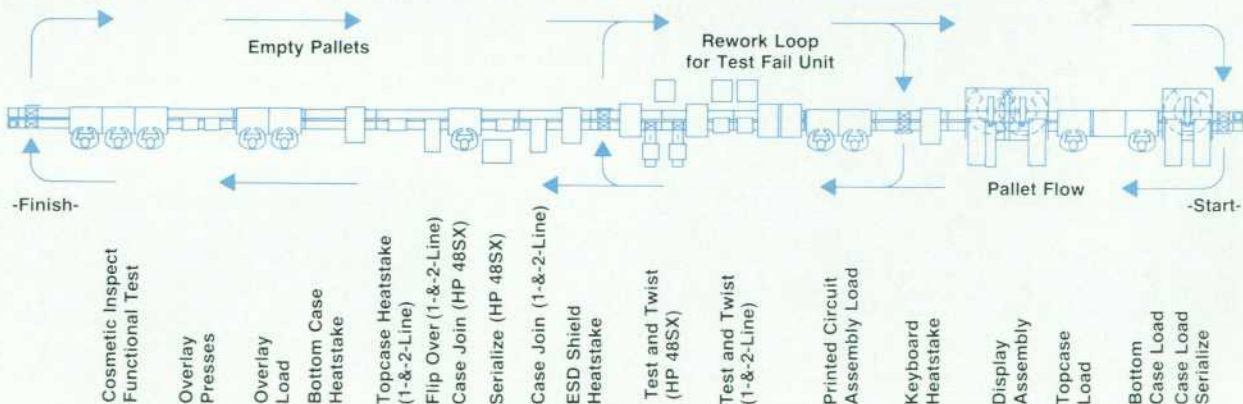 Empty Pallets
Rework Loop
for Test Fail Unit
Pallet Flow
-Finish-
-Start-
Cosmetic Inspect
Functional Test
Overlay
Presses
Overlay
Load
Bottom Case
Heatstake
Topcase Heatstake
(1-&-2-Line)
Flip Over (1-&-2-Line)
Case Join (HP 48SX)
Serialize (HP 48SX)
Case Join (1-&-2-Line)
ESD Shield
Heatstake
Test and Twist
(HP 48SX)
Test and Twist
(1-&-2-Line)
Printed Circuit
Assembly Load
Keyboard
Heatstake
Display
Assembly
Topcase
Load
Bottom
Case Load
Case Load
Serialize